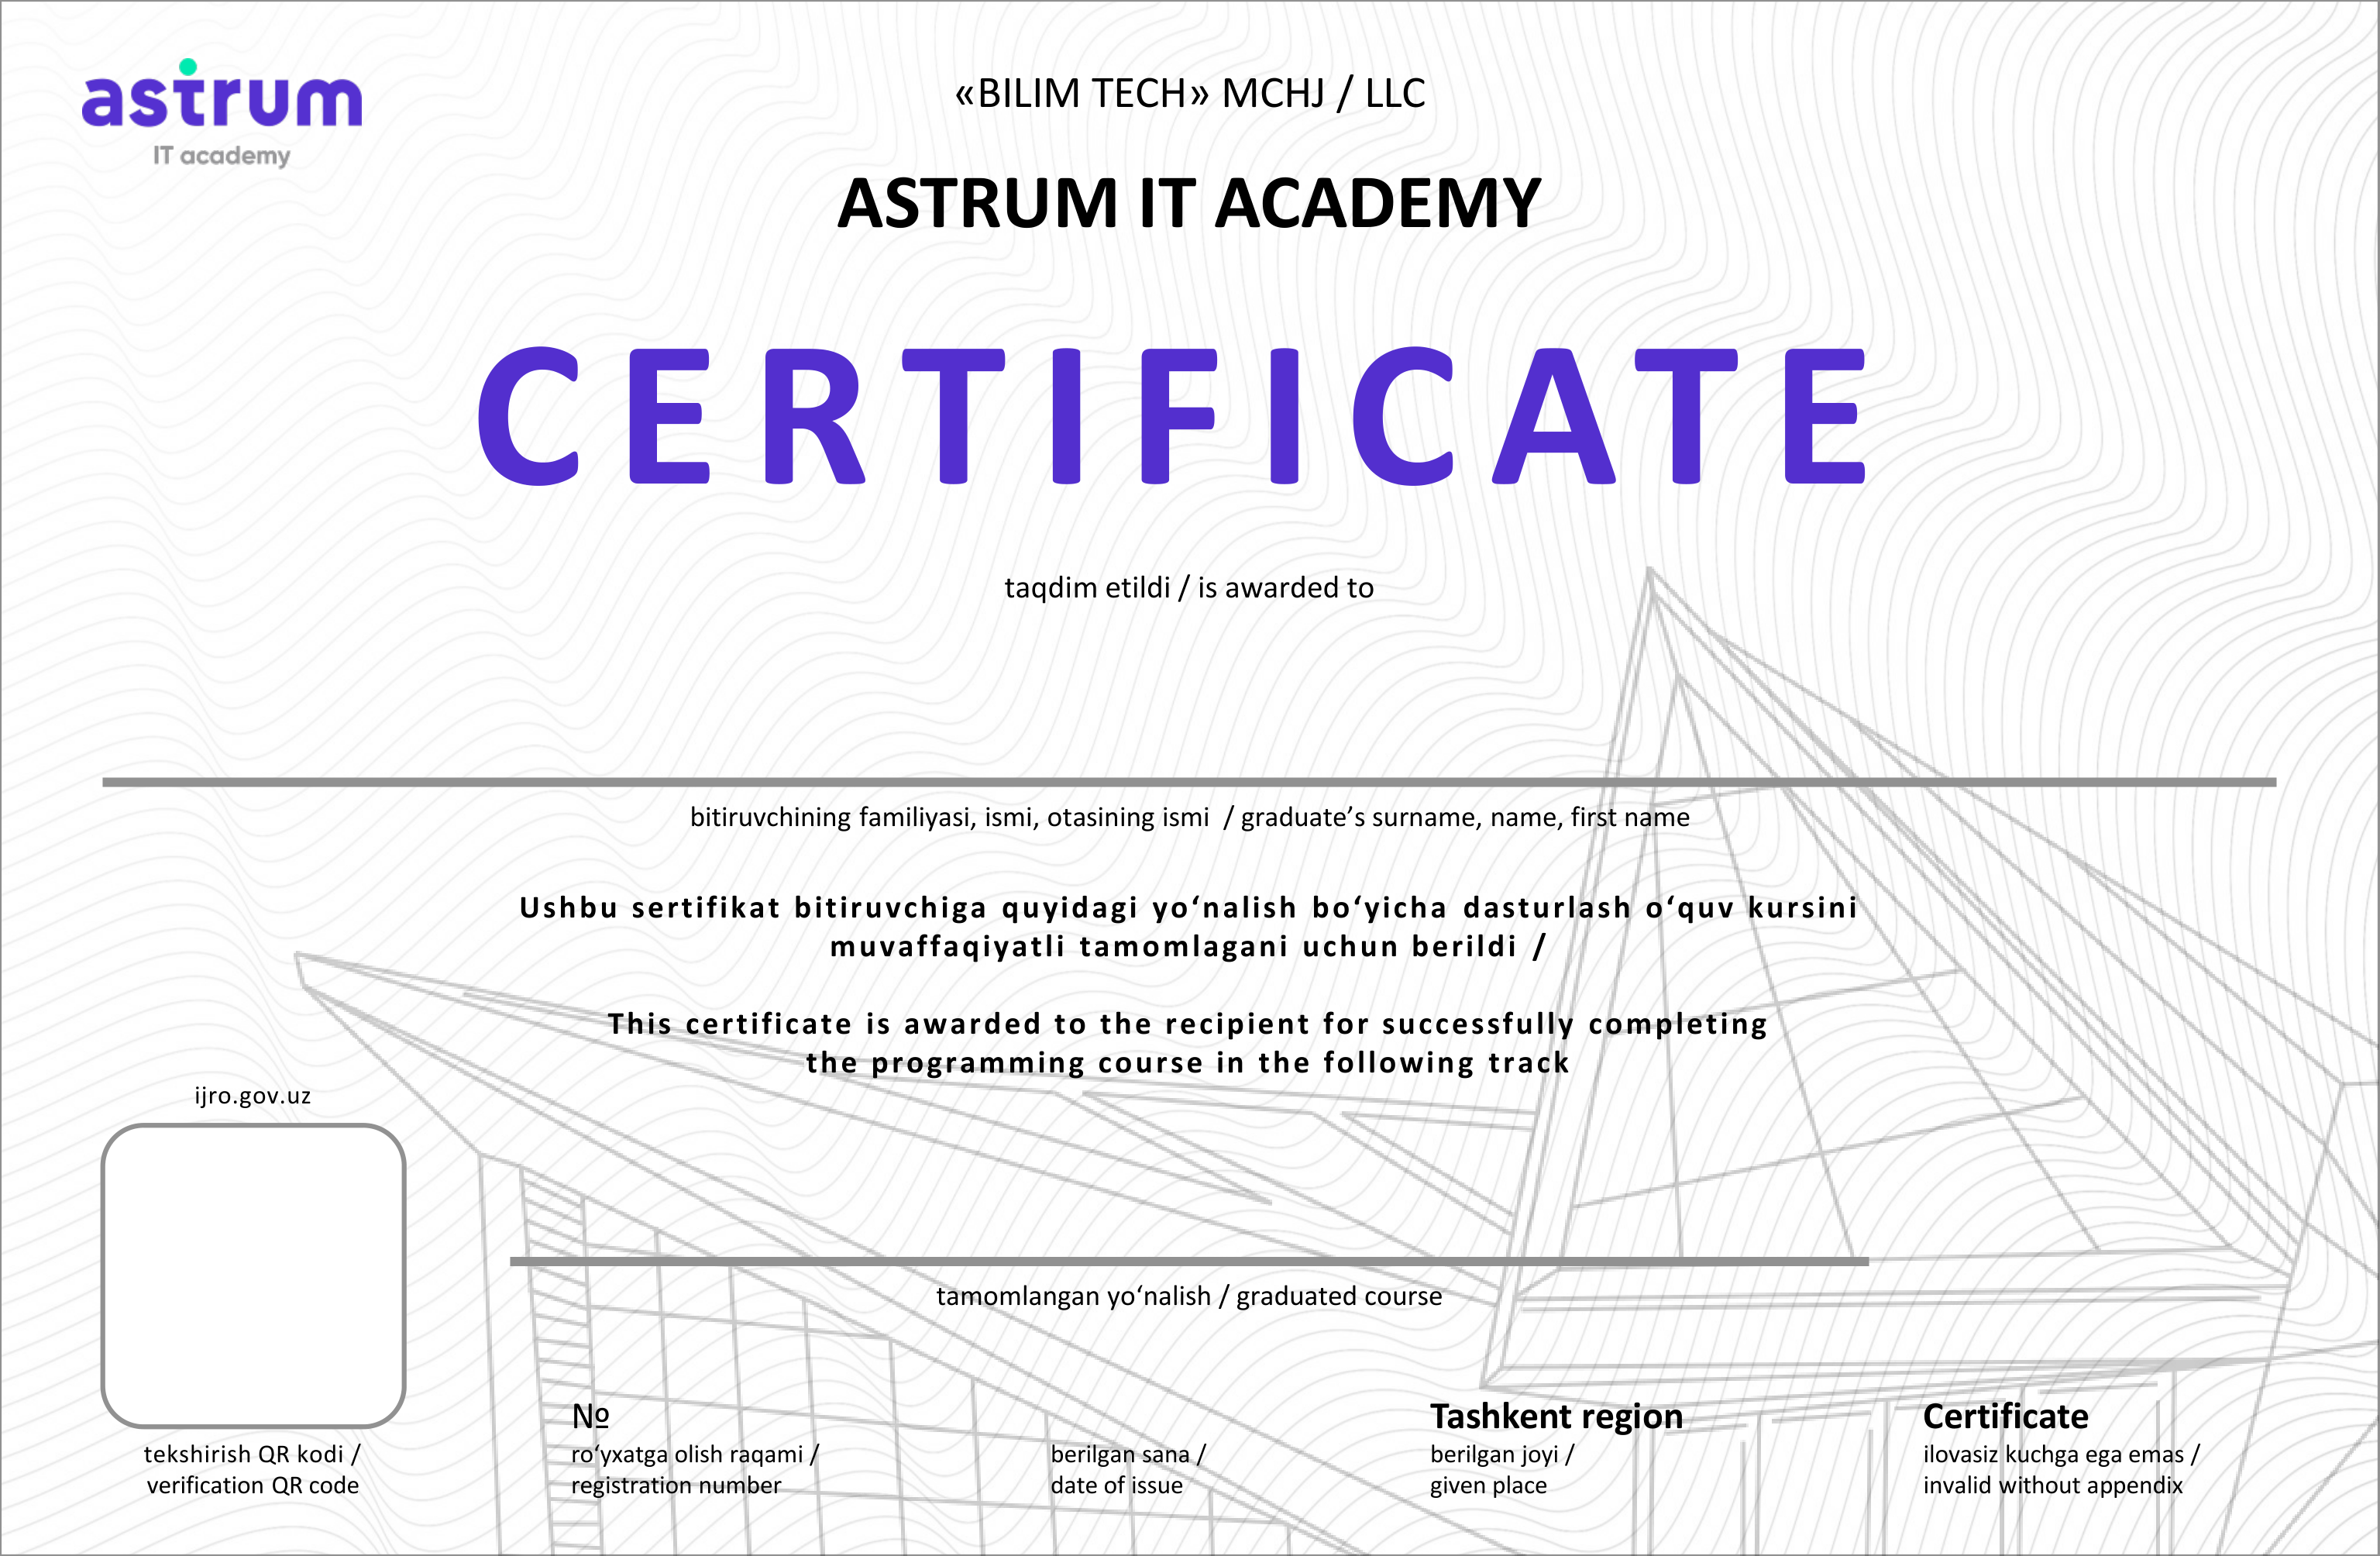 astrum
IT academy
«BILIM TECH» MCHJ / LLC
ASTRUM IT ACADEMY
CERTIFICATE
taqdim etildi / is awarded to
bitiruvchining familiyasi, ismi, otasining ismi / graduate’s surname, name, first name
Ushbu sertifikat bitiruvchiga quyidagi yo‘nalish bo‘yicha dasturlash o‘quv kursini
muvaffaqiyatli tamomlagani uchun berildi /
This certificate is awarded to the recipient for successfully completing
the programming course in the following track
ijro.gov.uz
tamomlangan yo‘nalish / graduated course
tekshirish QR kodi /
verification QR code
№
ro‘yxatga olish raqami /
registration number
berilgan sana /
date of issue
Tashkent region
berilgan joyi /
given place
Certificate
ilovasiz kuchga ega emas /
invalid without appendix